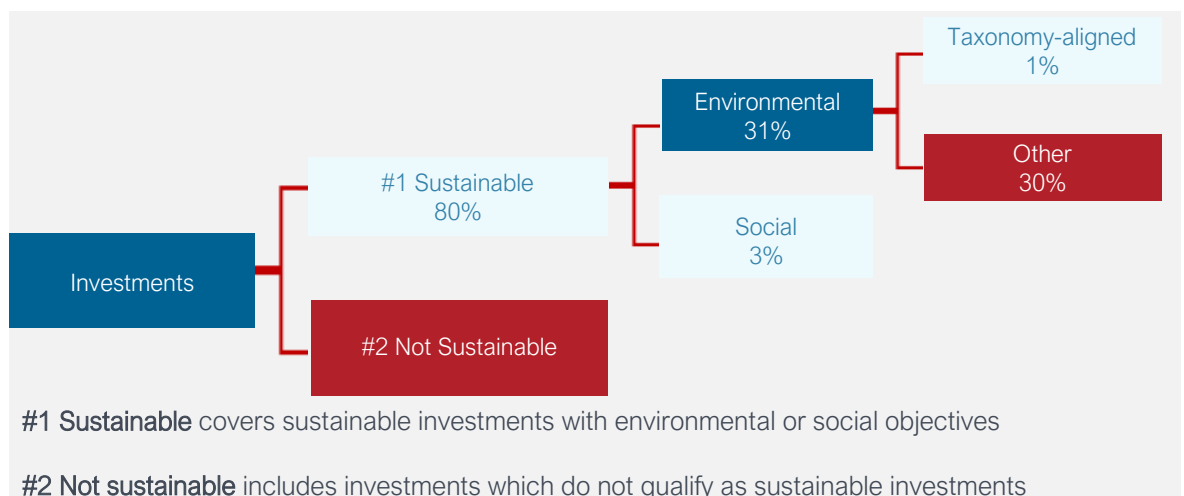 Taxonomy-aligned
1%
Environmental
31%
Other
30%
#1 Sustainable
80%
Social
3%
Investments
#2 Not Sustainable
#1 Sustainable covers sustainable investments with environmental or social objectives
#2 Not sustainable includes investments which do not qualify as sustainable investments